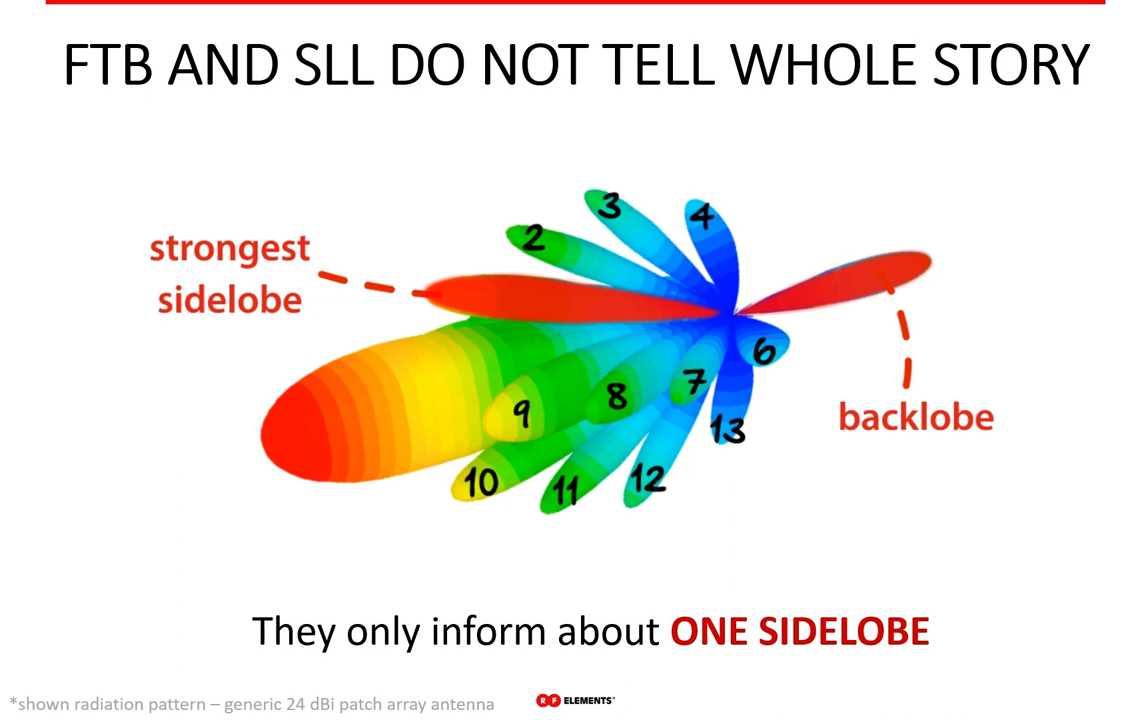 FTB AND SLL DO NOT TELL WHOLE STORY
strongest
sidelobe
2
3
4
6
7
8
9
10
11
12
13
backlobe
They only inform about ONE SIDELOBE
*shown radiation pattern – generic 24 dBi patch array antenna
RF ELEMENTS®